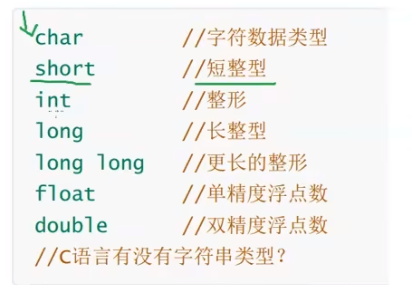 char //字符数据类型
short //短整型
int //整形
long //长整型
long long //更长的整形
float //单精度浮点数
double //双精度浮点数
//C语言有没有字符串类型？